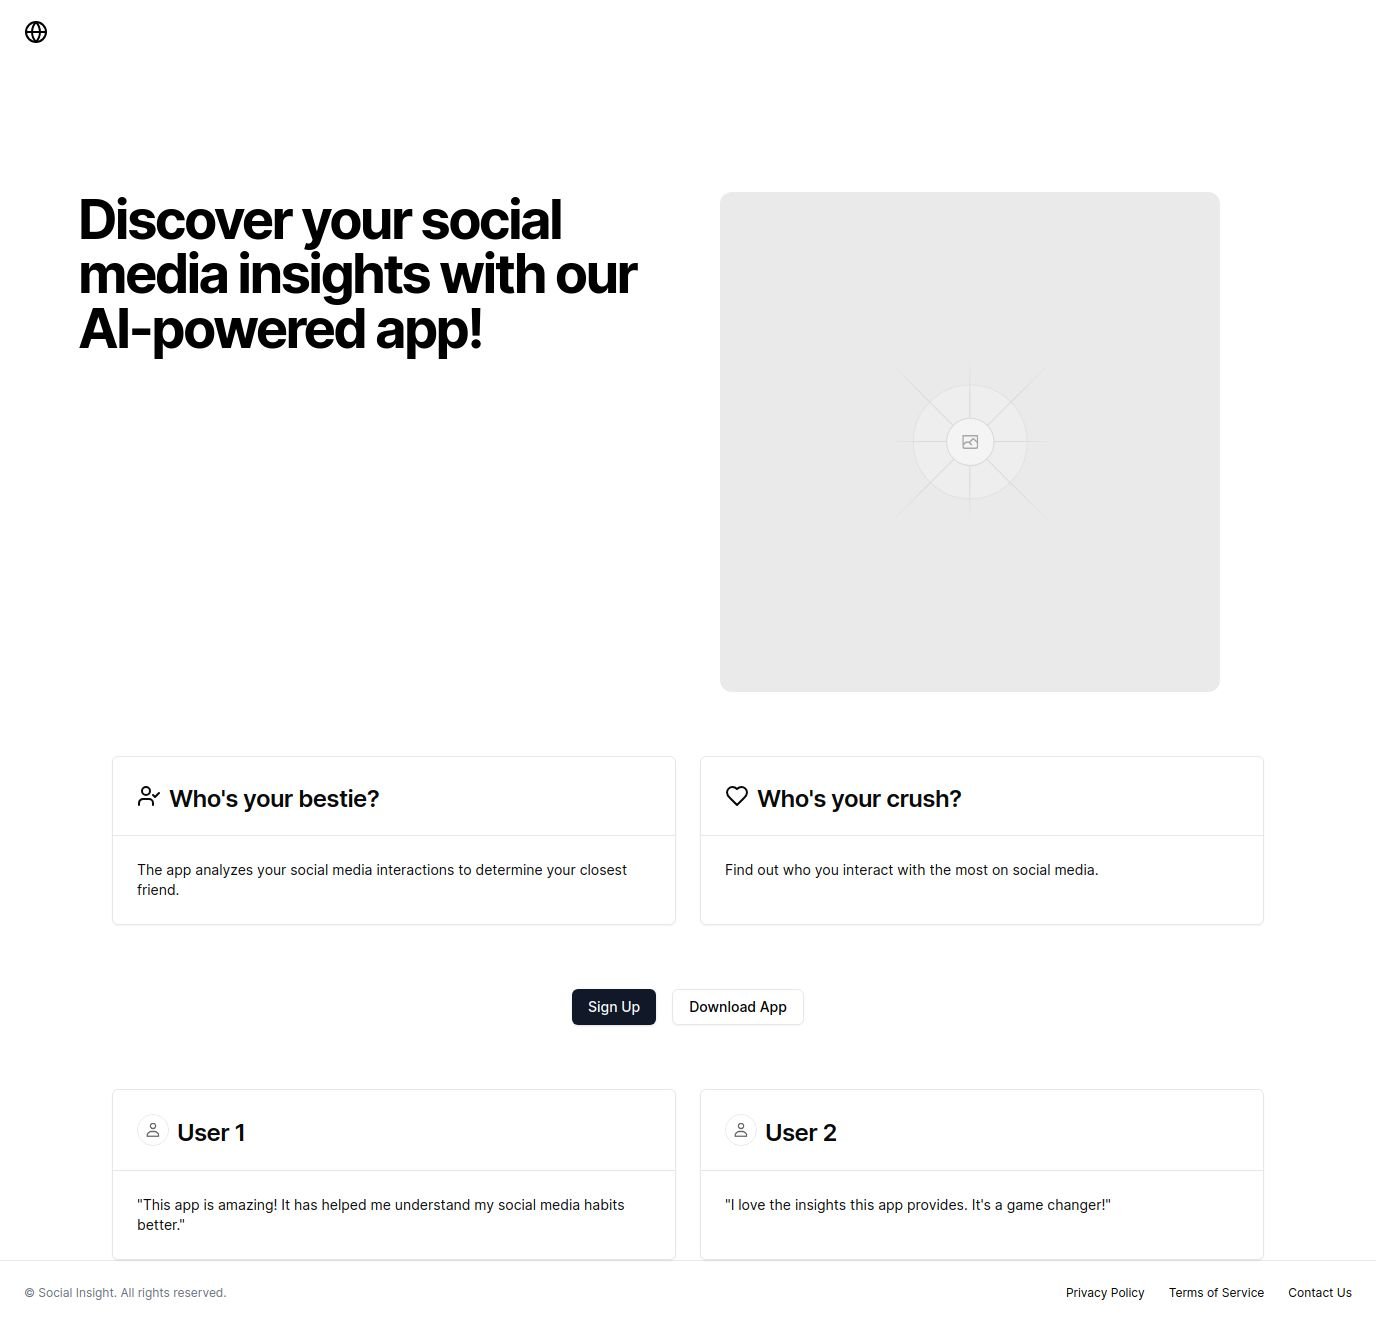 Discover your social
media insights with our
AI-powered app!
Who's your bestie?
The app analyzes your social media interactions to determine your closest
friend.
Who's your crush?
Find out who you interact with the most on social media.
Sign Up
Download App
User 1
"This app is amazing! It has helped me understand my social media habits
better."
User 2
"I love the insights this app provides. It's a game changer!"
© Social Insight. All rights reserved.
Privacy Policy
Terms of Service
Contact Us